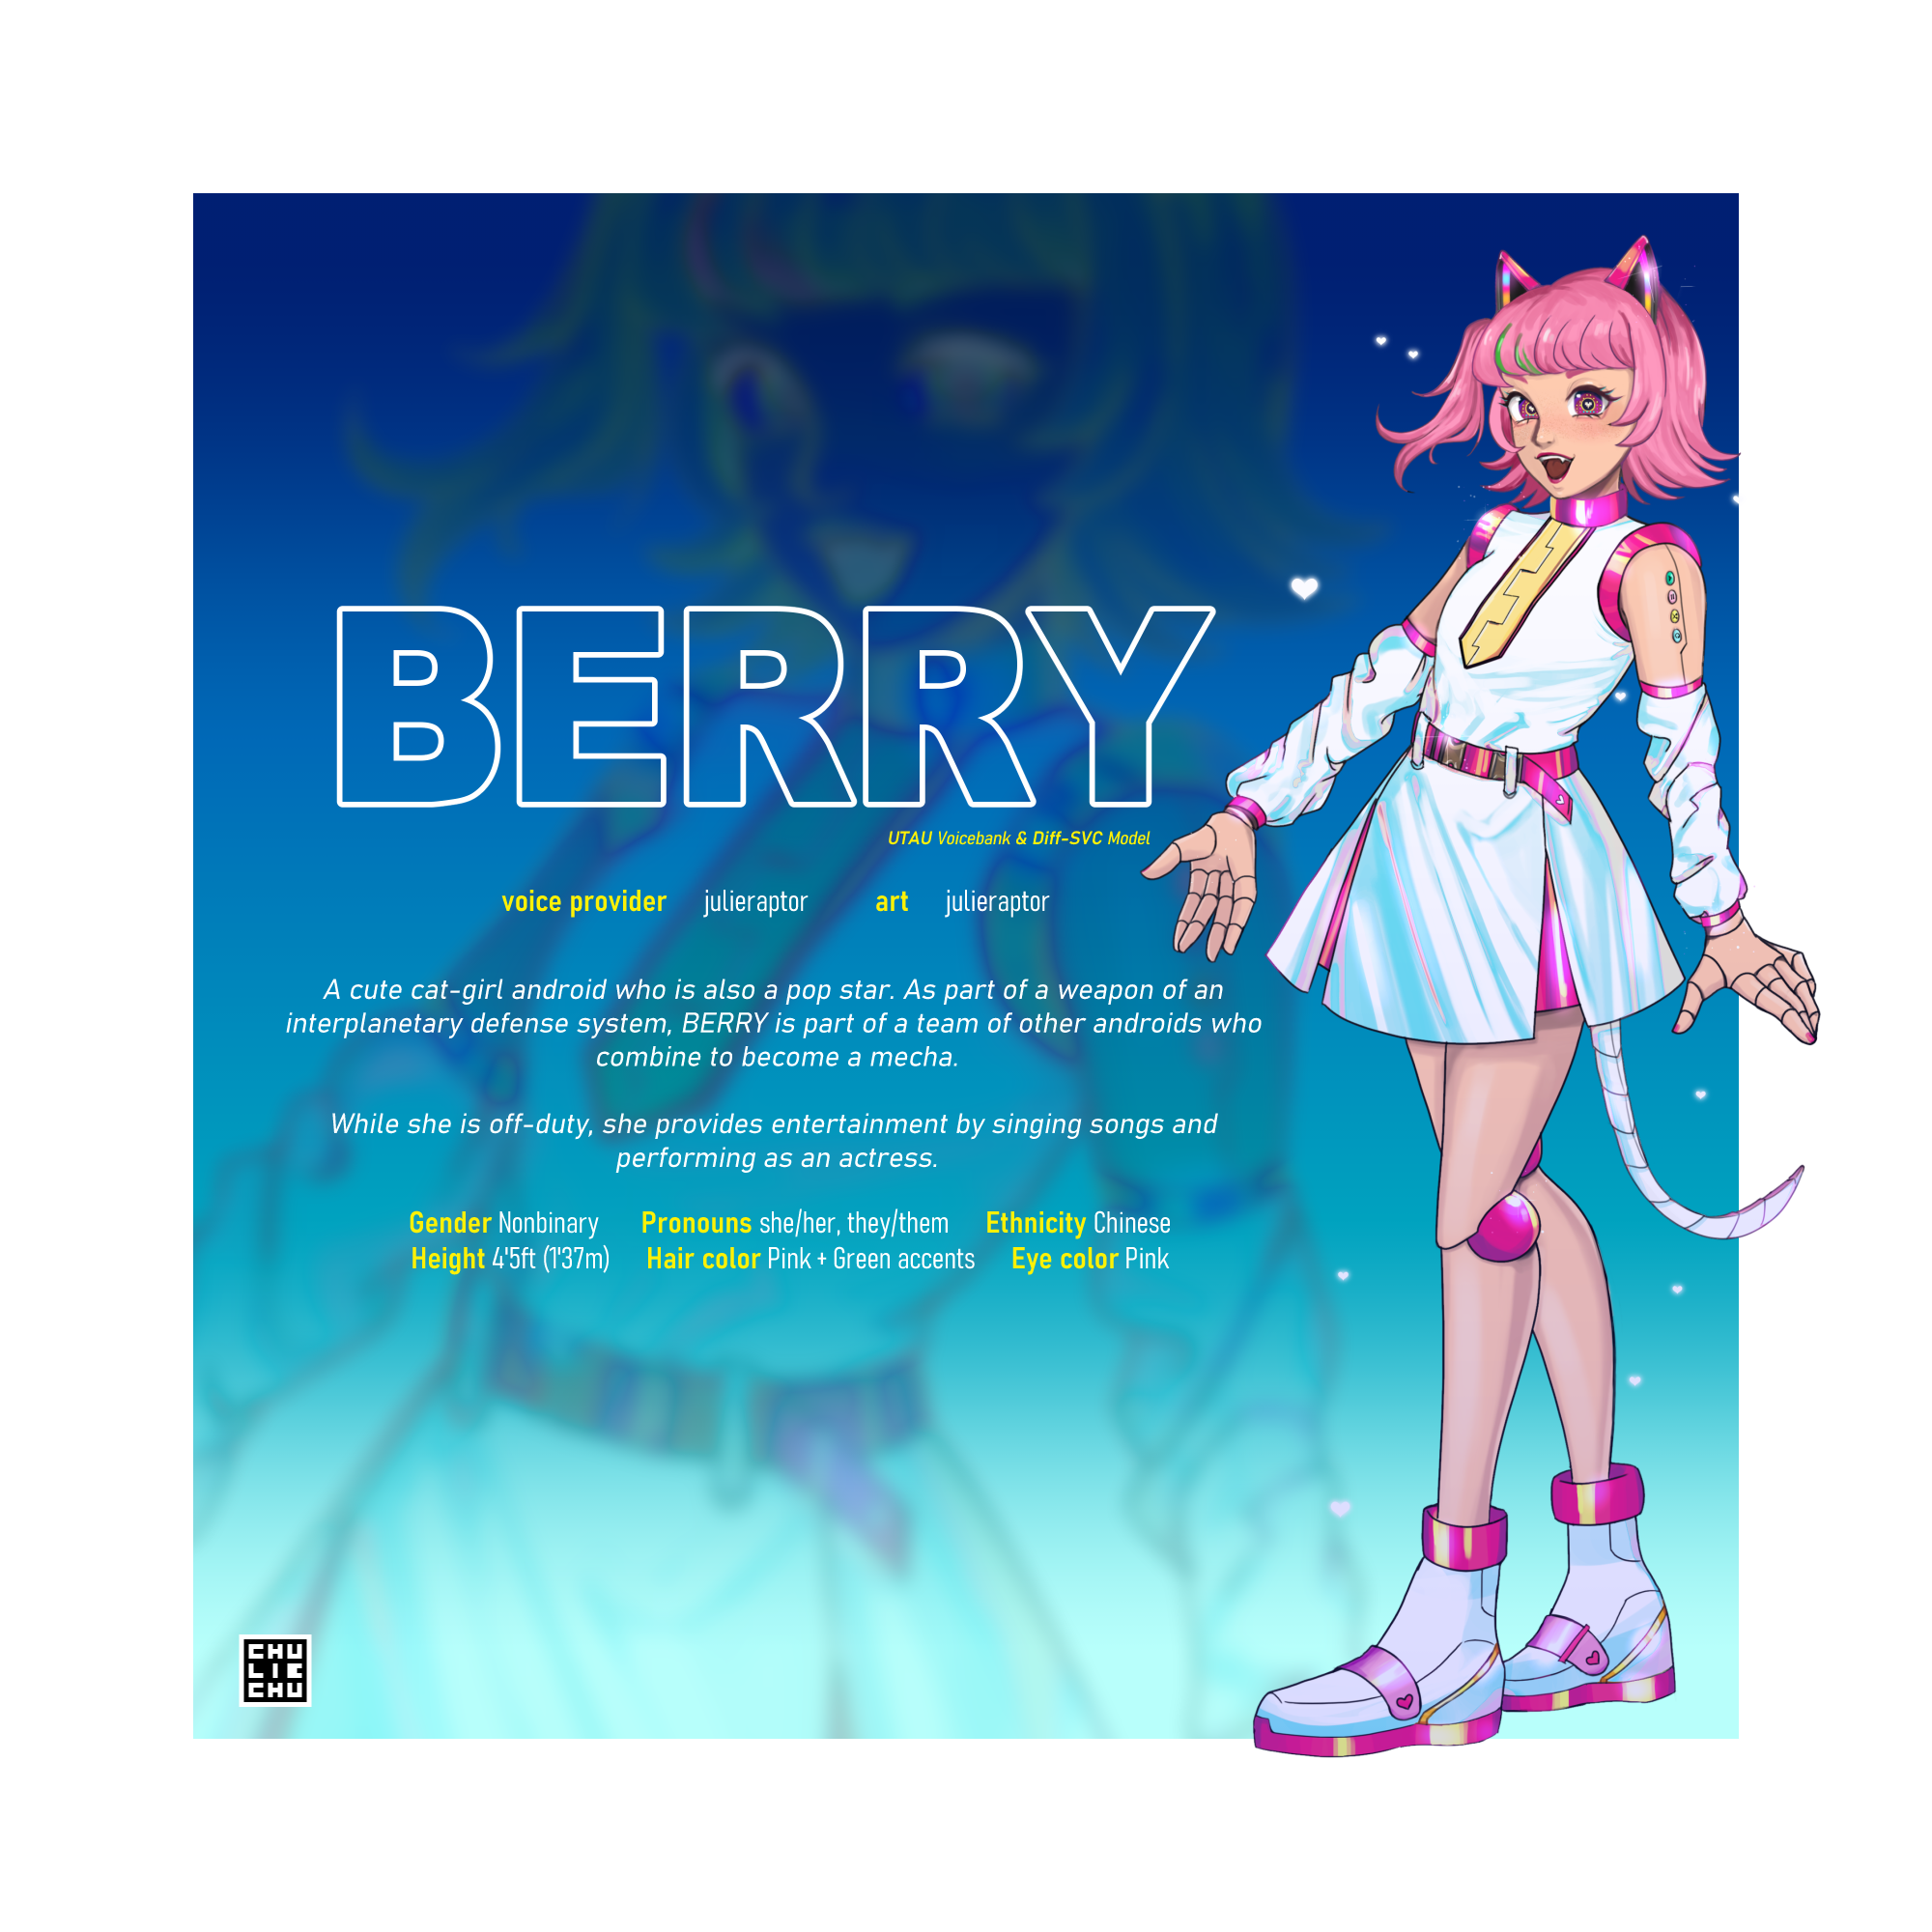 BERRY
UTAU Voicebank & Diff-SVC Model
voice provider julieraptor art julieraptor
A cute cat-girl android who is also a pop star. As part of a weapon of an
interplanetary defense system, BERRY is part of a team of other androids who
combine to become a mecha.
While she is off-duty, she provides entertainment by singing songs and
performing as an actress.
Gender Nonbinary Pronouns she/her, they/them Ethnicity Chinese
Height 4'5ft (1'37m) Hair color Pink + Green accents Eye color Pink
CHU
LIE
CHU